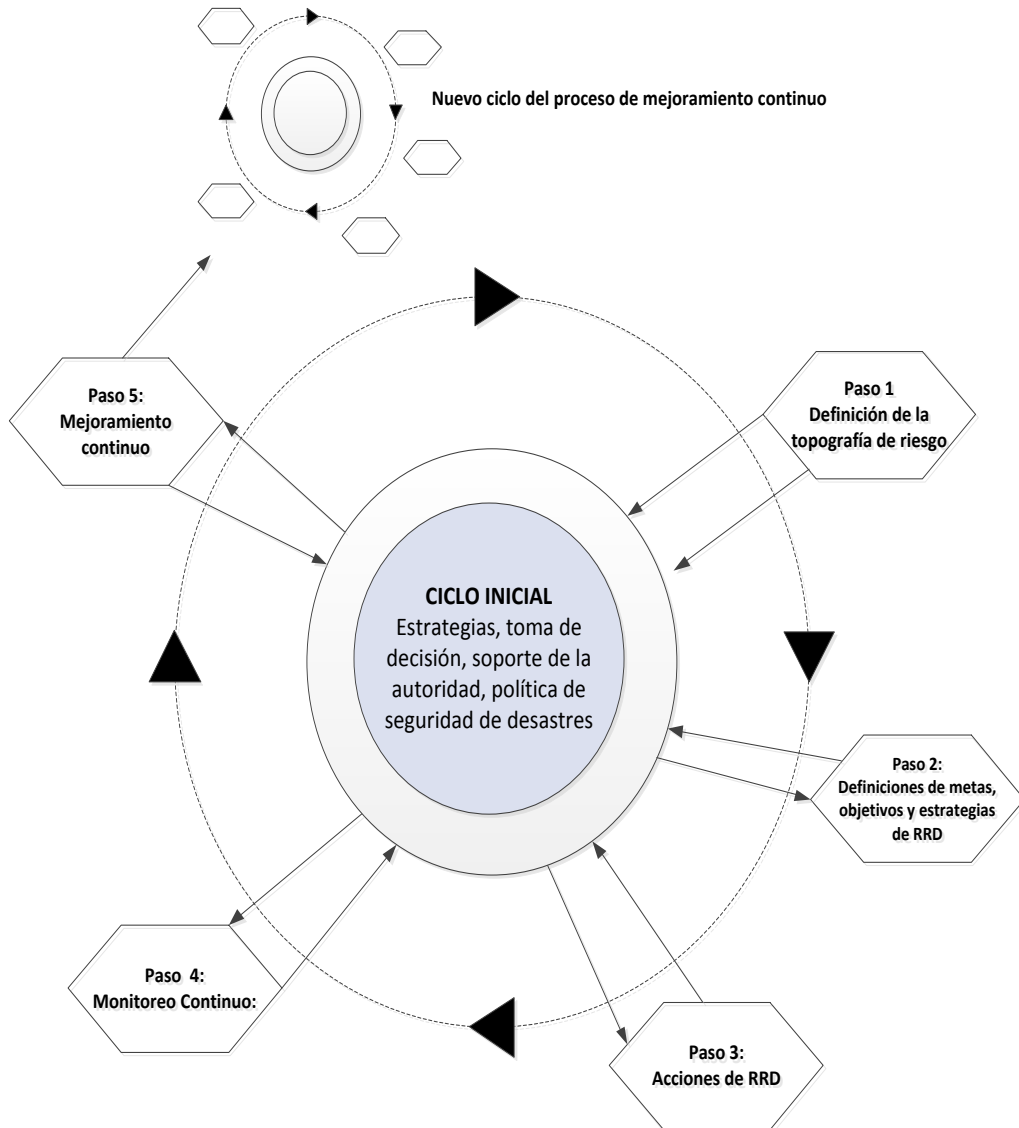 Nuevo ciclo del proceso de mejoramiento continuo
Paso 5:
Mejoramiento
continuo
Paso 1
Definición de la
topografía de riesgo
CICLO INICIAL
Estrategias, toma de
decisión, soporte de la
autoridad, política de
seguridad de desastres
Paso 2:
Definiciones de metas,
objetivos y estrategias
de RRD
Paso 4:
Monitoreo Continuo:
Paso 3:
Acciones de RRD